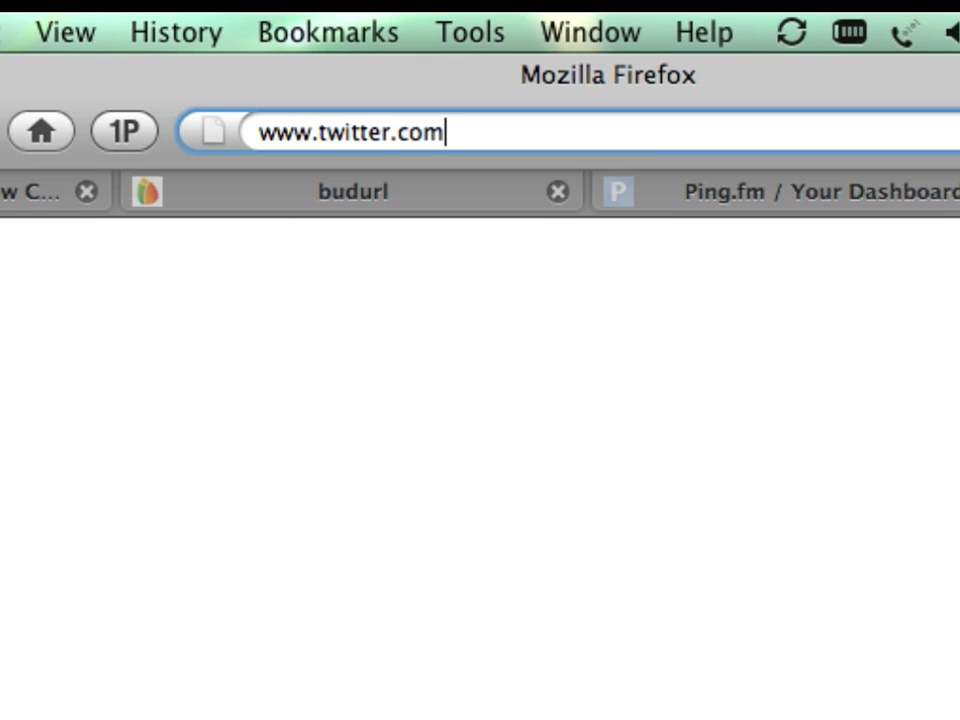 View History Bookmarks Tools Window Help
Mozilla Firefox
1P www.twitter.com
w C... budurl P Ping.fm / Your Dashboard